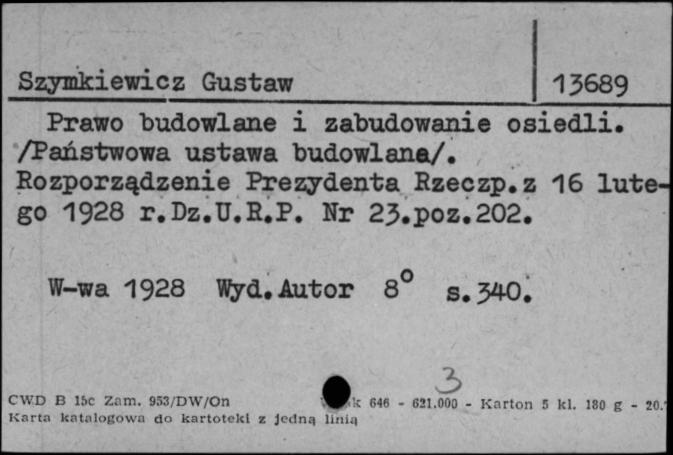 Szymkiewicz Gustaw 13689
Prawo budowlane i zabudowanie osiedli.
/Państwowa ustawa budowlana/.
Rozporządzenie Prezydenta Rzeczp.z 16 lute-
go 1928 r.Dz.U.R.P. Nr 23.poz.202.
W-wa 1928 Wyd.Autor 8° s.340.
3
CWD B 15c Zam. 953/DW/On k 646 - 621.000 - Karton 5 kl. 180 g - 20.
Karta katalogowa do kartoteki z jedną linią